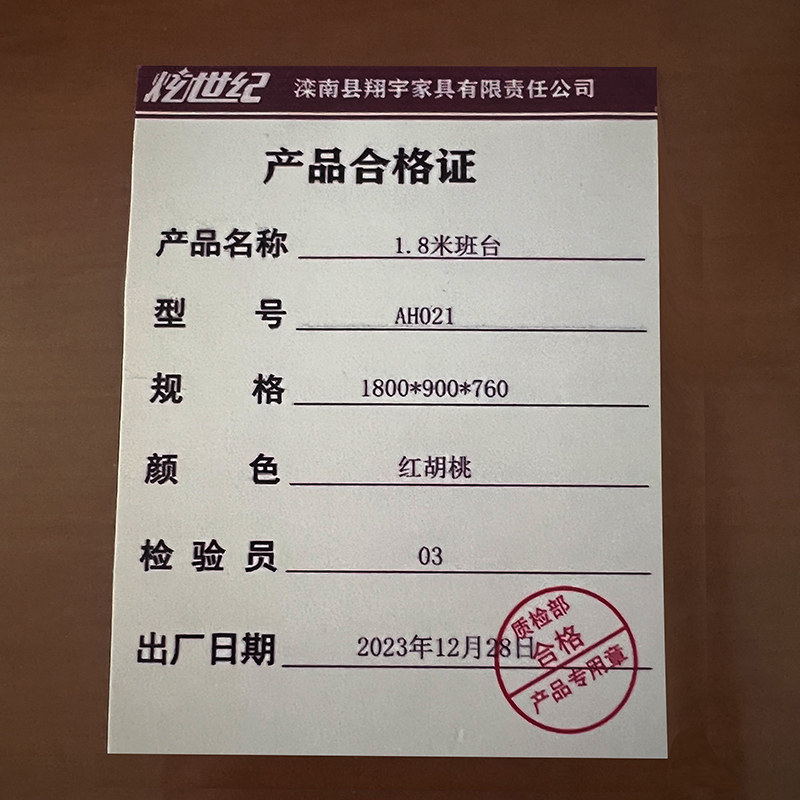 炫世纪 滦南县翔宇家具有限责任公司
产品合格证
产品名称 1.8米班台
型号 AH021
规格 1800*900*760
颜色 红胡桃
检验员 03
出厂日期 2023年12月28日
质检部
合格
产品专用章